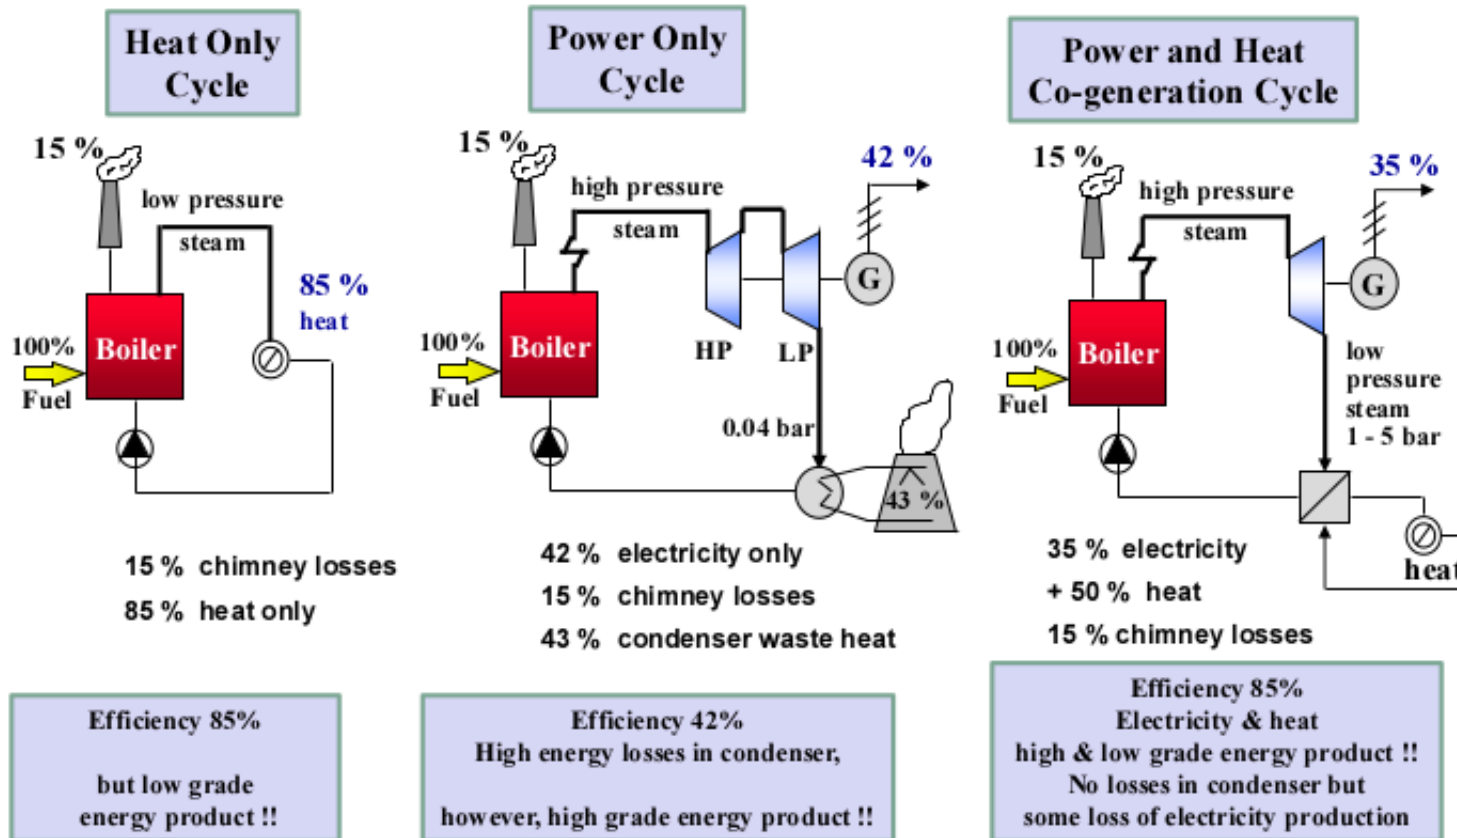 Heat Only
Cycle
15 %
low pressure
steam
85 %
heat
100%
Boiler
Fuel
15 % chimney losses
85 % heat only
Efficiency 85%
but low grade
energy product !!
Power Only
Cycle
15 %
42 %
high pressure
steam
G
100%
Boiler
HP
LP
Fuel
0.04 bar
43 %
42 % electricity only
15 % chimney losses
43 % condenser waste heat
Efficiency 42%
High energy losses in condenser,
however, high grade energy product !!
Power and Heat
Co-generation Cycle
15 %
35 %
high pressure
steam
G
100%
Boiler
Fuel
low
pressure
steam
1 - 5 bar
heat
35 % electricity
+ 50 % heat
15 % chimney losses
Efficiency 85%
Electricity & heat
high & low grade energy product !!
No losses in condenser but
some loss of electricity production